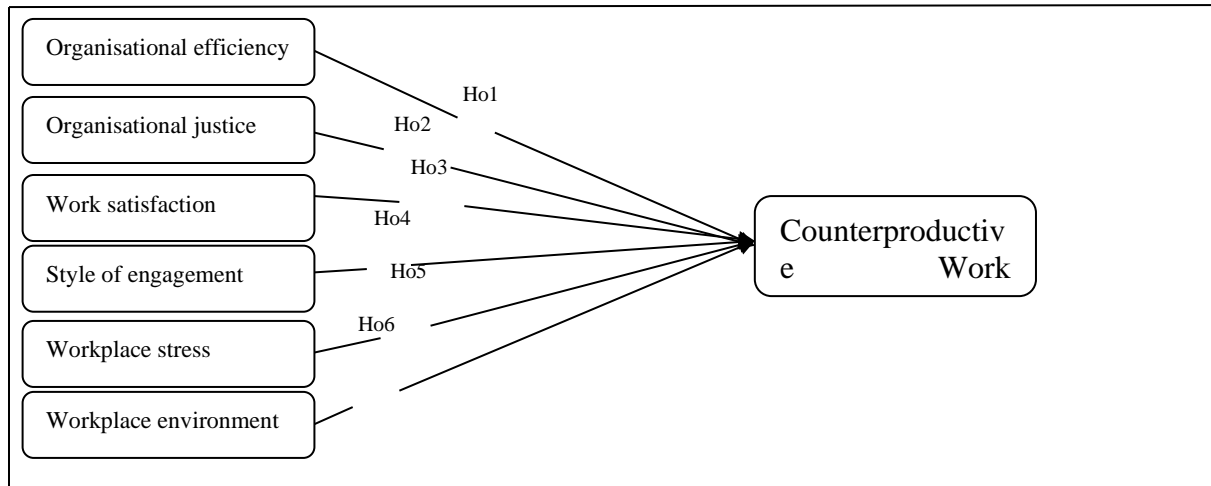 Organisational efficiency
Ho1
Organisational justice
Ho2
Ho3
Work satisfaction
Ho4
Style of engagement
Ho5
Workplace stress
Ho6
Workplace environment
Counterproductiv
e Work